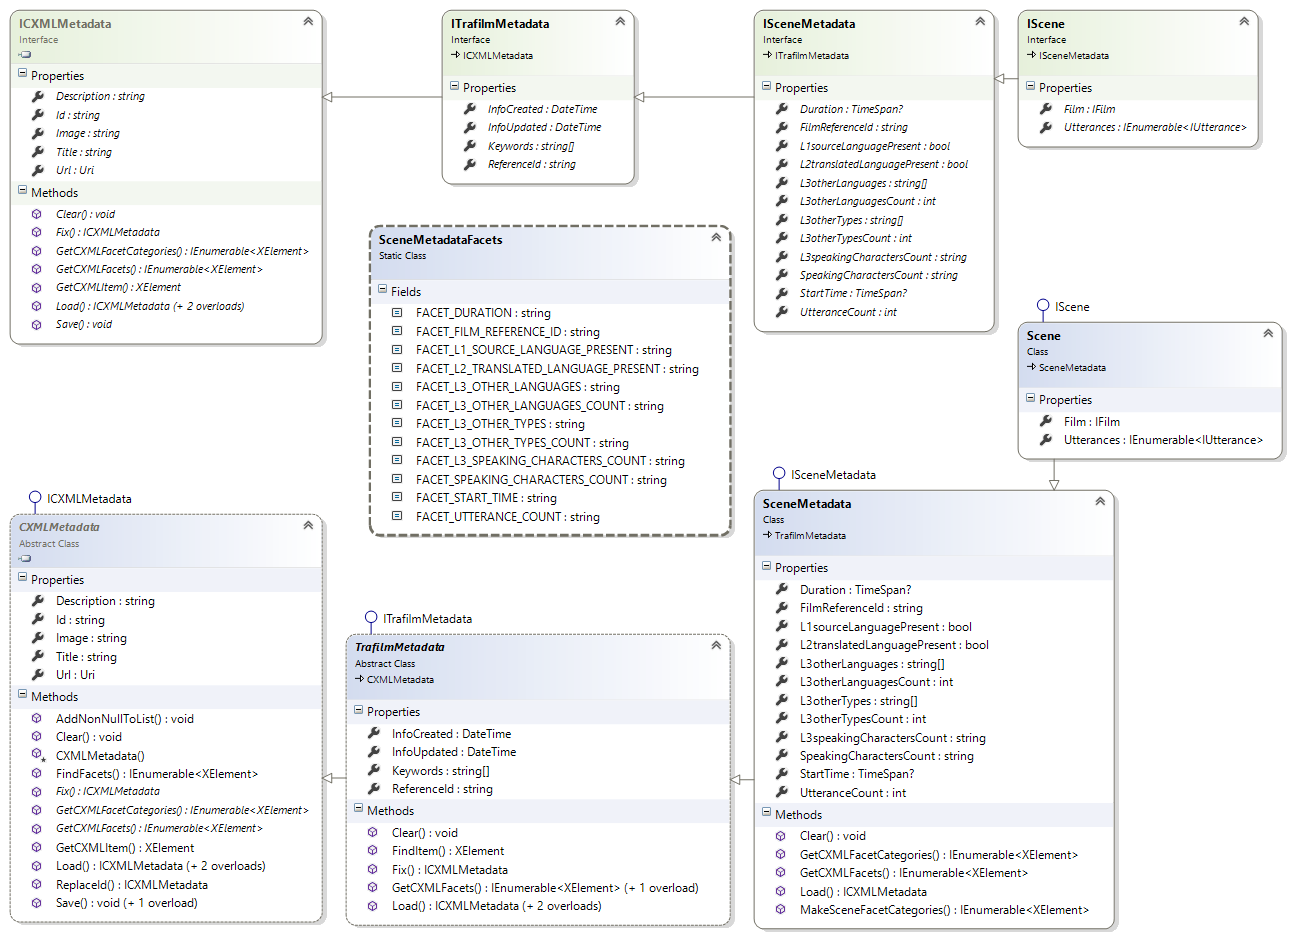 ICXMLMetadata
Interface
Properties
Description : string
Id : string
Image : string
Title : string
Url : Uri
Methods
Clear() : void
Fix() : ICXMLMetadata
GetCXMLFacetCategories() : IEnumerable<XElement>
GetCXMLFacets() : IEnumerable<XElement>
GetCXMLItem() : XElement
Load() : ICXMLMetadata (+ 2 overloads)
Save() : void
ITrafilmMetadata
Interface
ICXMLMetadata
Properties
InfoCreated : DateTime
InfoUpdated : DateTime
Keywords : string[]
ReferenceId : string
ISceneMetadata
Interface
ITrafilmMetadata
Properties
Duration : TimeSpan?
FilmReferenceId : string
L1sourceLanguagePresent : bool
L2translatedLanguagePresent : bool
L3otherLanguages : string[]
L3otherLanguagesCount : int
L3otherTypes : string[]
L3otherTypesCount : int
L3speakingCharactersCount : string
SpeakingCharactersCount : string
StartTime : TimeSpan?
UtteranceCount : int
IScene
Interface
ISceneMetadata
Properties
Film : IFilm
Utterances : IEnumerable<IUtterance>
SceneMetadataFacets
Static Class
Fields
FACET_DURATION : string
FACET_FILM_REFERENCE_ID : string
FACET_L1_SOURCE_LANGUAGE_PRESENT : string
FACET_L2_TRANSLATED_LANGUAGE_PRESENT : string
FACET_L3_OTHER_LANGUAGES : string
FACET_L3_OTHER_LANGUAGES_COUNT : string
FACET_L3_OTHER_TYPES : string
FACET_L3_OTHER_TYPES_COUNT : string
FACET_L3_SPEAKING_CHARACTERS_COUNT : string
FACET_SPEAKING_CHARACTERS_COUNT : string
FACET_START_TIME : string
FACET_UTTERANCE_COUNT : string
IScene
Scene
Class
SceneMetadata
Properties
Film : IFilm
Utterances : IEnumerable<IUtterance>
ICXMLMetadata
CXMLMetadata
Abstract Class
Properties
Description : string
Id : string
Image : string
Title : string
Url : Uri
Methods
AddNonNullToList() : void
Clear() : void
CXMLMetadata()
FindFacets() : IEnumerable<XElement>
Fix() : ICXMLMetadata
GetCXMLFacetCategories() : IEnumerable<XElement>
GetCXMLFacets() : IEnumerable<XElement>
GetCXMLItem() : XElement
Load() : ICXMLMetadata (+ 2 overloads)
ReplaceId() : ICXMLMetadata
Save() : void (+ 1 overload)
ITrafilmMetadata
TrafilmMetadata
Abstract Class
CXMLMetadata
Properties
InfoCreated : DateTime
InfoUpdated : DateTime
Keywords : string[]
ReferenceId : string
Methods
Clear() : void
FindItem() : XElement
Fix() : ICXMLMetadata
GetCXMLFacets() : IEnumerable<XElement> (+ 1 overload)
Load() : ICXMLMetadata (+ 2 overloads)
ISceneMetadata
SceneMetadata
Class
TrafilmMetadata
Properties
Duration : TimeSpan?
FilmReferenceId : string
L1sourceLanguagePresent : bool
L2translatedLanguagePresent : bool
L3otherLanguages : string[]
L3otherLanguagesCount : int
L3otherTypes : string[]
L3otherTypesCount : int
L3speakingCharactersCount : string
SpeakingCharactersCount : string
StartTime : TimeSpan?
UtteranceCount : int
Methods
Clear() : void
GetCXMLFacetCategories() : IEnumerable<XElement>
GetCXMLFacets() : IEnumerable<XElement>
Load() : ICXMLMetadata
MakeSceneFacetCategories() : IEnumerable<XElement>